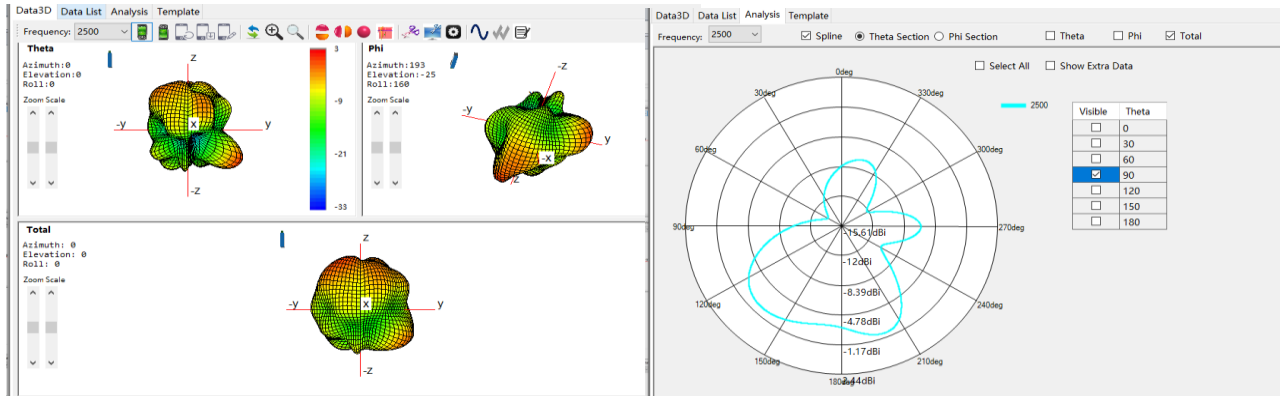 Data3D Data List Analysis Template
Frequency: 2500
Theta
Azimuth:0
Elevation:0
Roll:0
Zoom Scale
z
-y
x
y
-z
3
-9
-21
-33
Phi
Azimuth:193
Elevation:-25
Roll:160
Zoom Scale
-z
-y
y
-x
z
Total
Azimuth: 0
Elevation: 0
Roll: 0
Zoom Scale
z
-y
x
y
-z
Data3D Data List Analysis Template
Frequency: 2500 Spline Theta Section Phi Section Theta Phi Total
Select All Show Extra Data
0deg
30deg
330deg
60deg
300deg
90deg
270deg
120deg
240deg
150deg
210deg
180deg
-15.61dBi
-12dBi
-8.39dBi
-4.78dBi
-1.17dBi
2500
Visible Theta
0
30
60
90
120
150
180